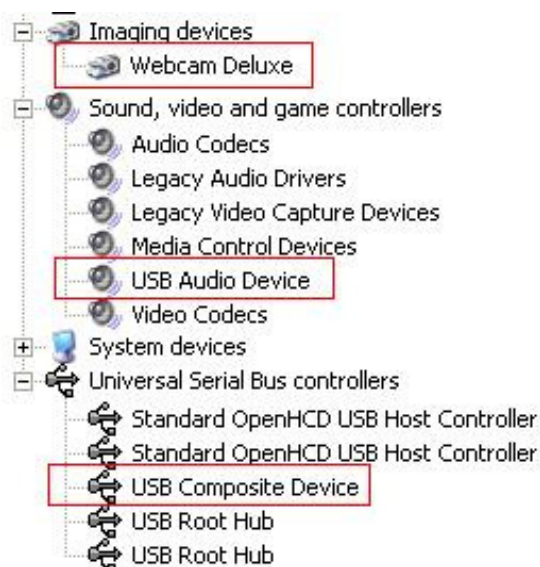 Imaging devices
Webcam Deluxe
Sound, video and game controllers
Audio Codecs
Legacy Audio Drivers
Legacy Video Capture Devices
Media Control Devices
USB Audio Device
Video Codecs
System devices
Universal Serial Bus controllers
Standard OpenHCD USB Host Controller
Standard OpenHCD USB Host Controller
USB Composite Device
USB Root Hub
USB Root Hub